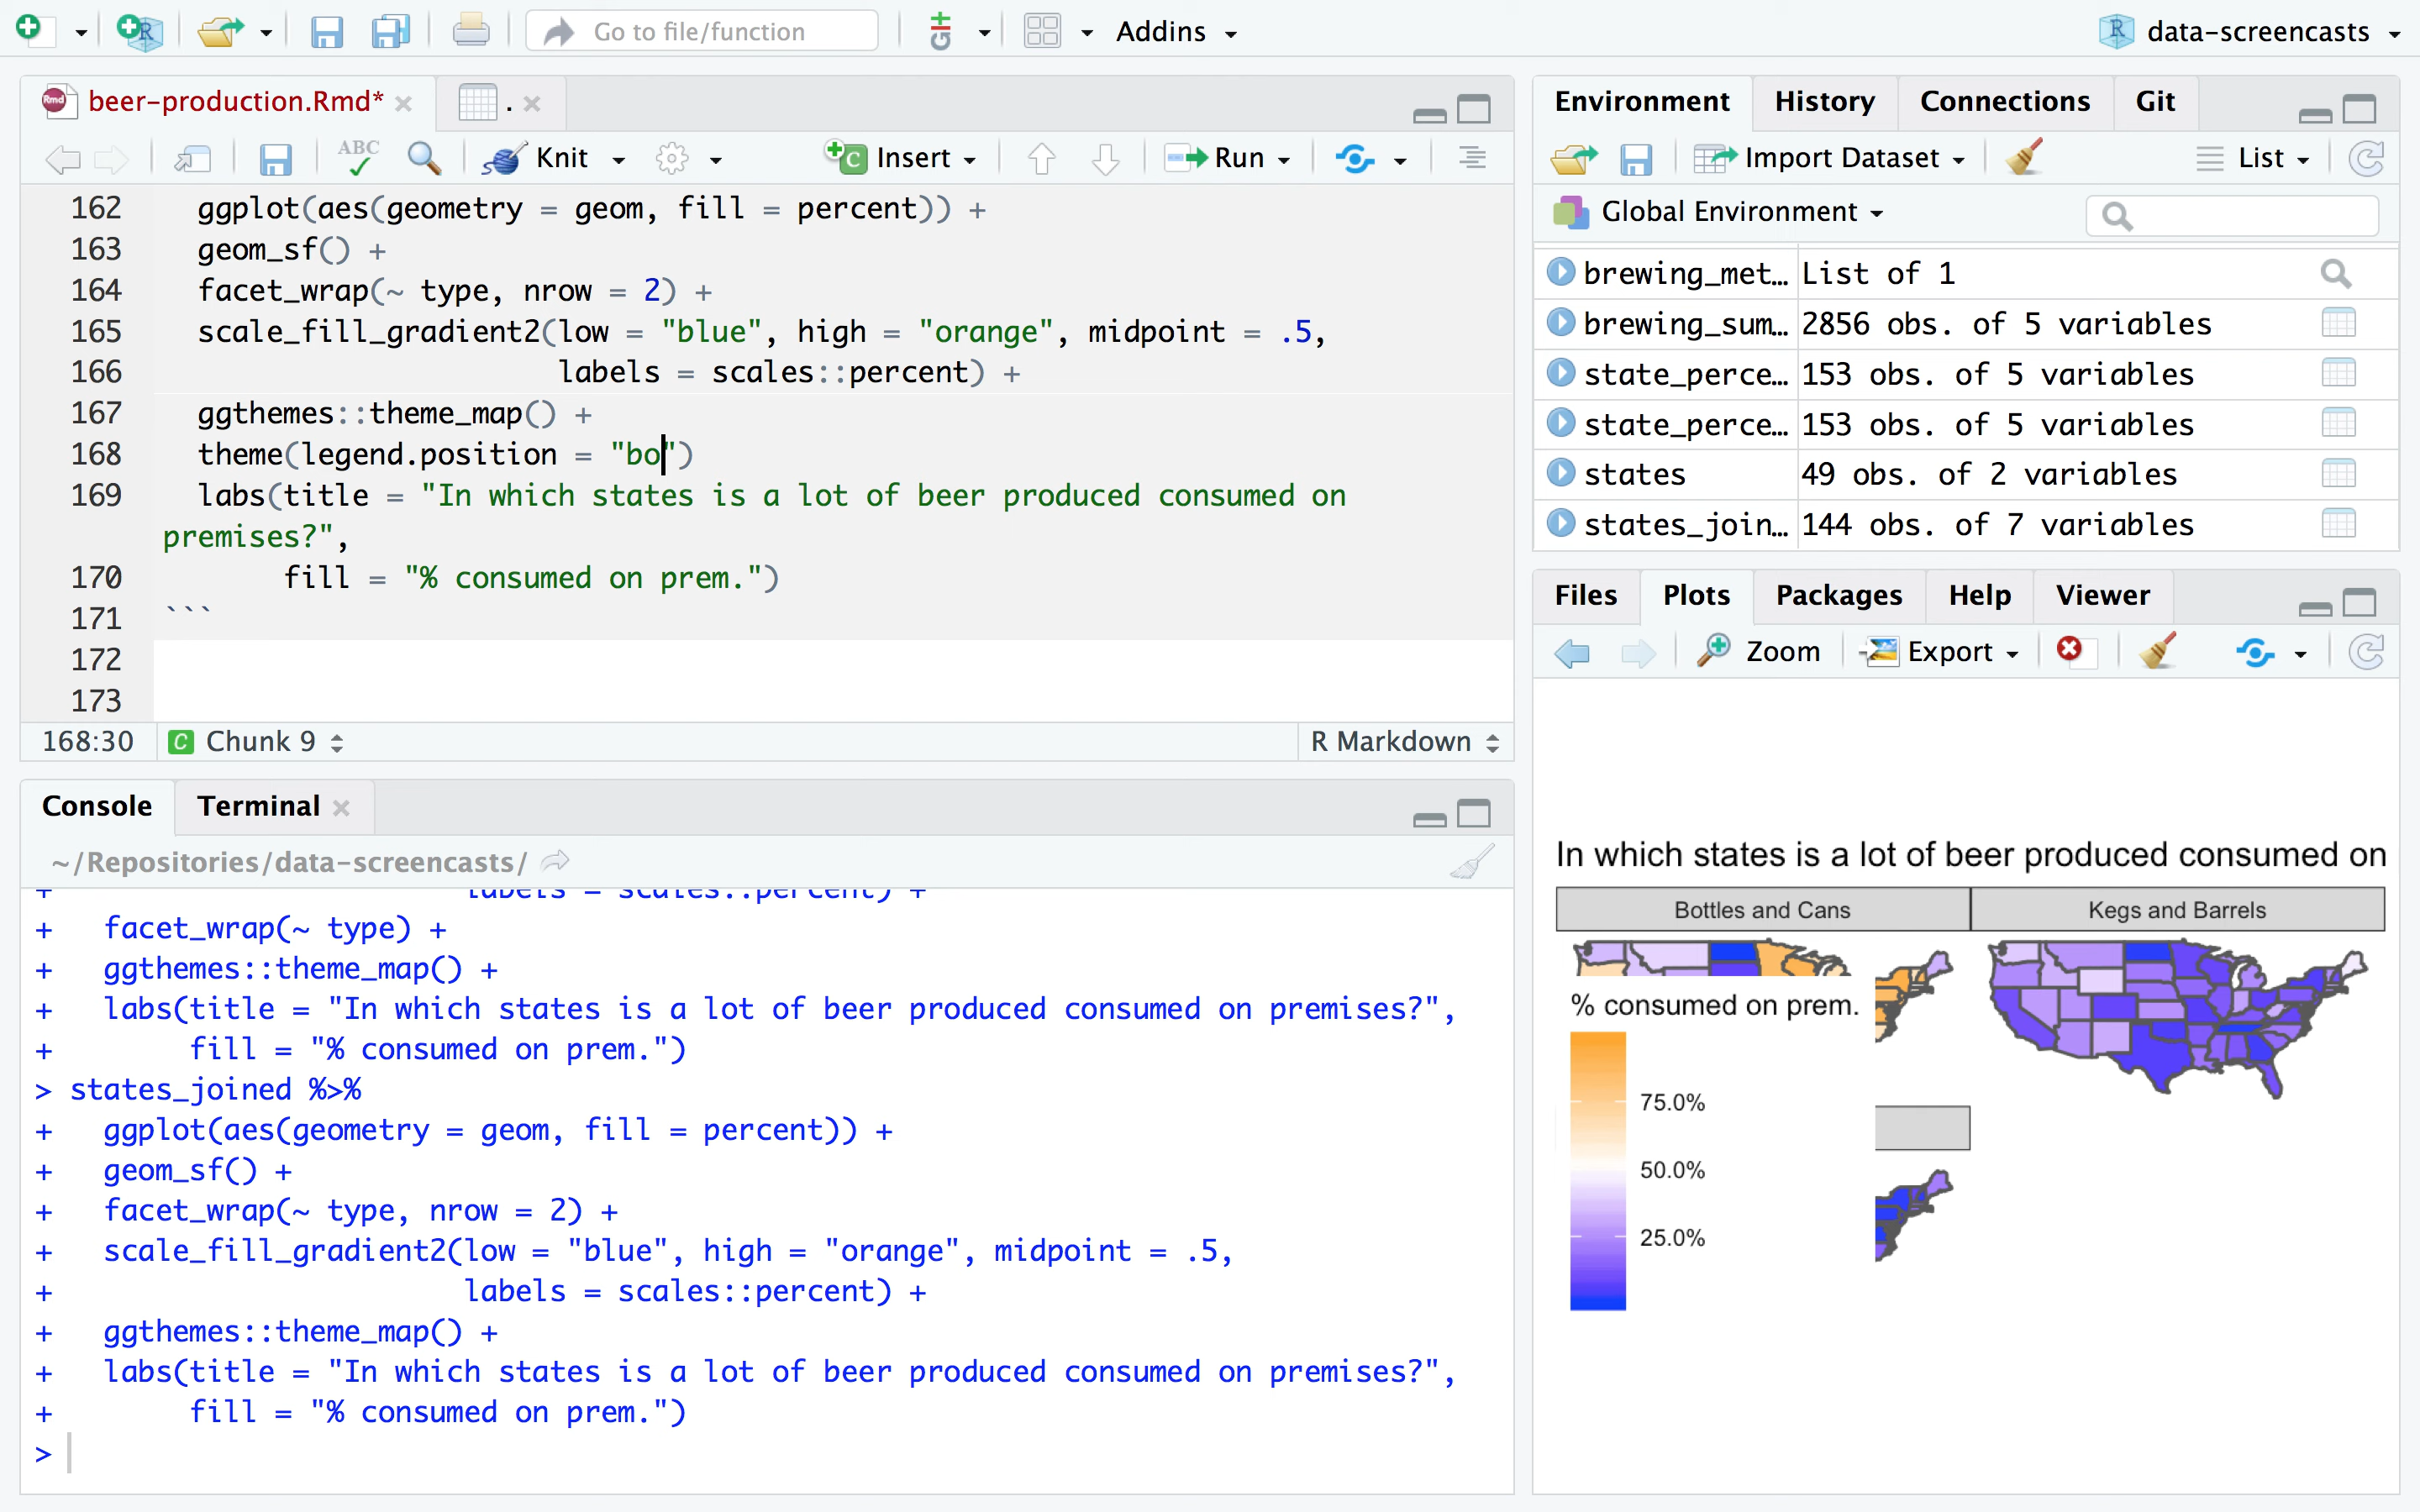 Go to file/function
Addins
data-screencasts
beer-production.Rmd*
.
ABC
Knit
Insert
Run
162 ggplot(aes(geometry = geom, fill = percent)) +
163 geom_sf() +
164 facet_wrap(~ type, nrow = 2) +
165 scale_fill_gradient2(low = "blue", high = "orange", midpoint = .5,
166 labels = scales::percent) +
167 ggthemes::theme_map() +
168 theme(legend.position = "bo")
169 labs(title = "In which states is a lot of beer produced consumed on
premises?",
170 fill = "% consumed on prem.")
171 ```
172
173
168:30 C Chunk 9
R Markdown
Console
Terminal
~/Repositories/data-screencasts/
+ labels = scales::percent) +
+ facet_wrap(~ type) +
+ ggthemes::theme_map() +
+ labs(title = "In which states is a lot of beer produced consumed on premises?",
+ fill = "% consumed on prem.")
> states_joined %>%
+ ggplot(aes(geometry = geom, fill = percent)) +
+ geom_sf() +
+ facet_wrap(~ type, nrow = 2) +
+ scale_fill_gradient2(low = "blue", high = "orange", midpoint = .5,
+ labels = scales::percent) +
+ ggthemes::theme_map() +
+ labs(title = "In which states is a lot of beer produced consumed on premises?",
+ fill = "% consumed on prem.")
>
Environment
History
Connections
Git
Import Dataset
List
Global Environment
brewing_met… List of 1
brewing_sum… 2856 obs. of 5 variables
state_perce… 153 obs. of 5 variables
state_perce… 153 obs. of 5 variables
states 49 obs. of 2 variables
states_join… 144 obs. of 7 variables
Files
Plots
Packages
Help
Viewer
Zoom
Export
In which states is a lot of beer produced consumed on
Bottles and Cans
Kegs and Barrels
% consumed on prem.
75.0%
50.0%
25.0%